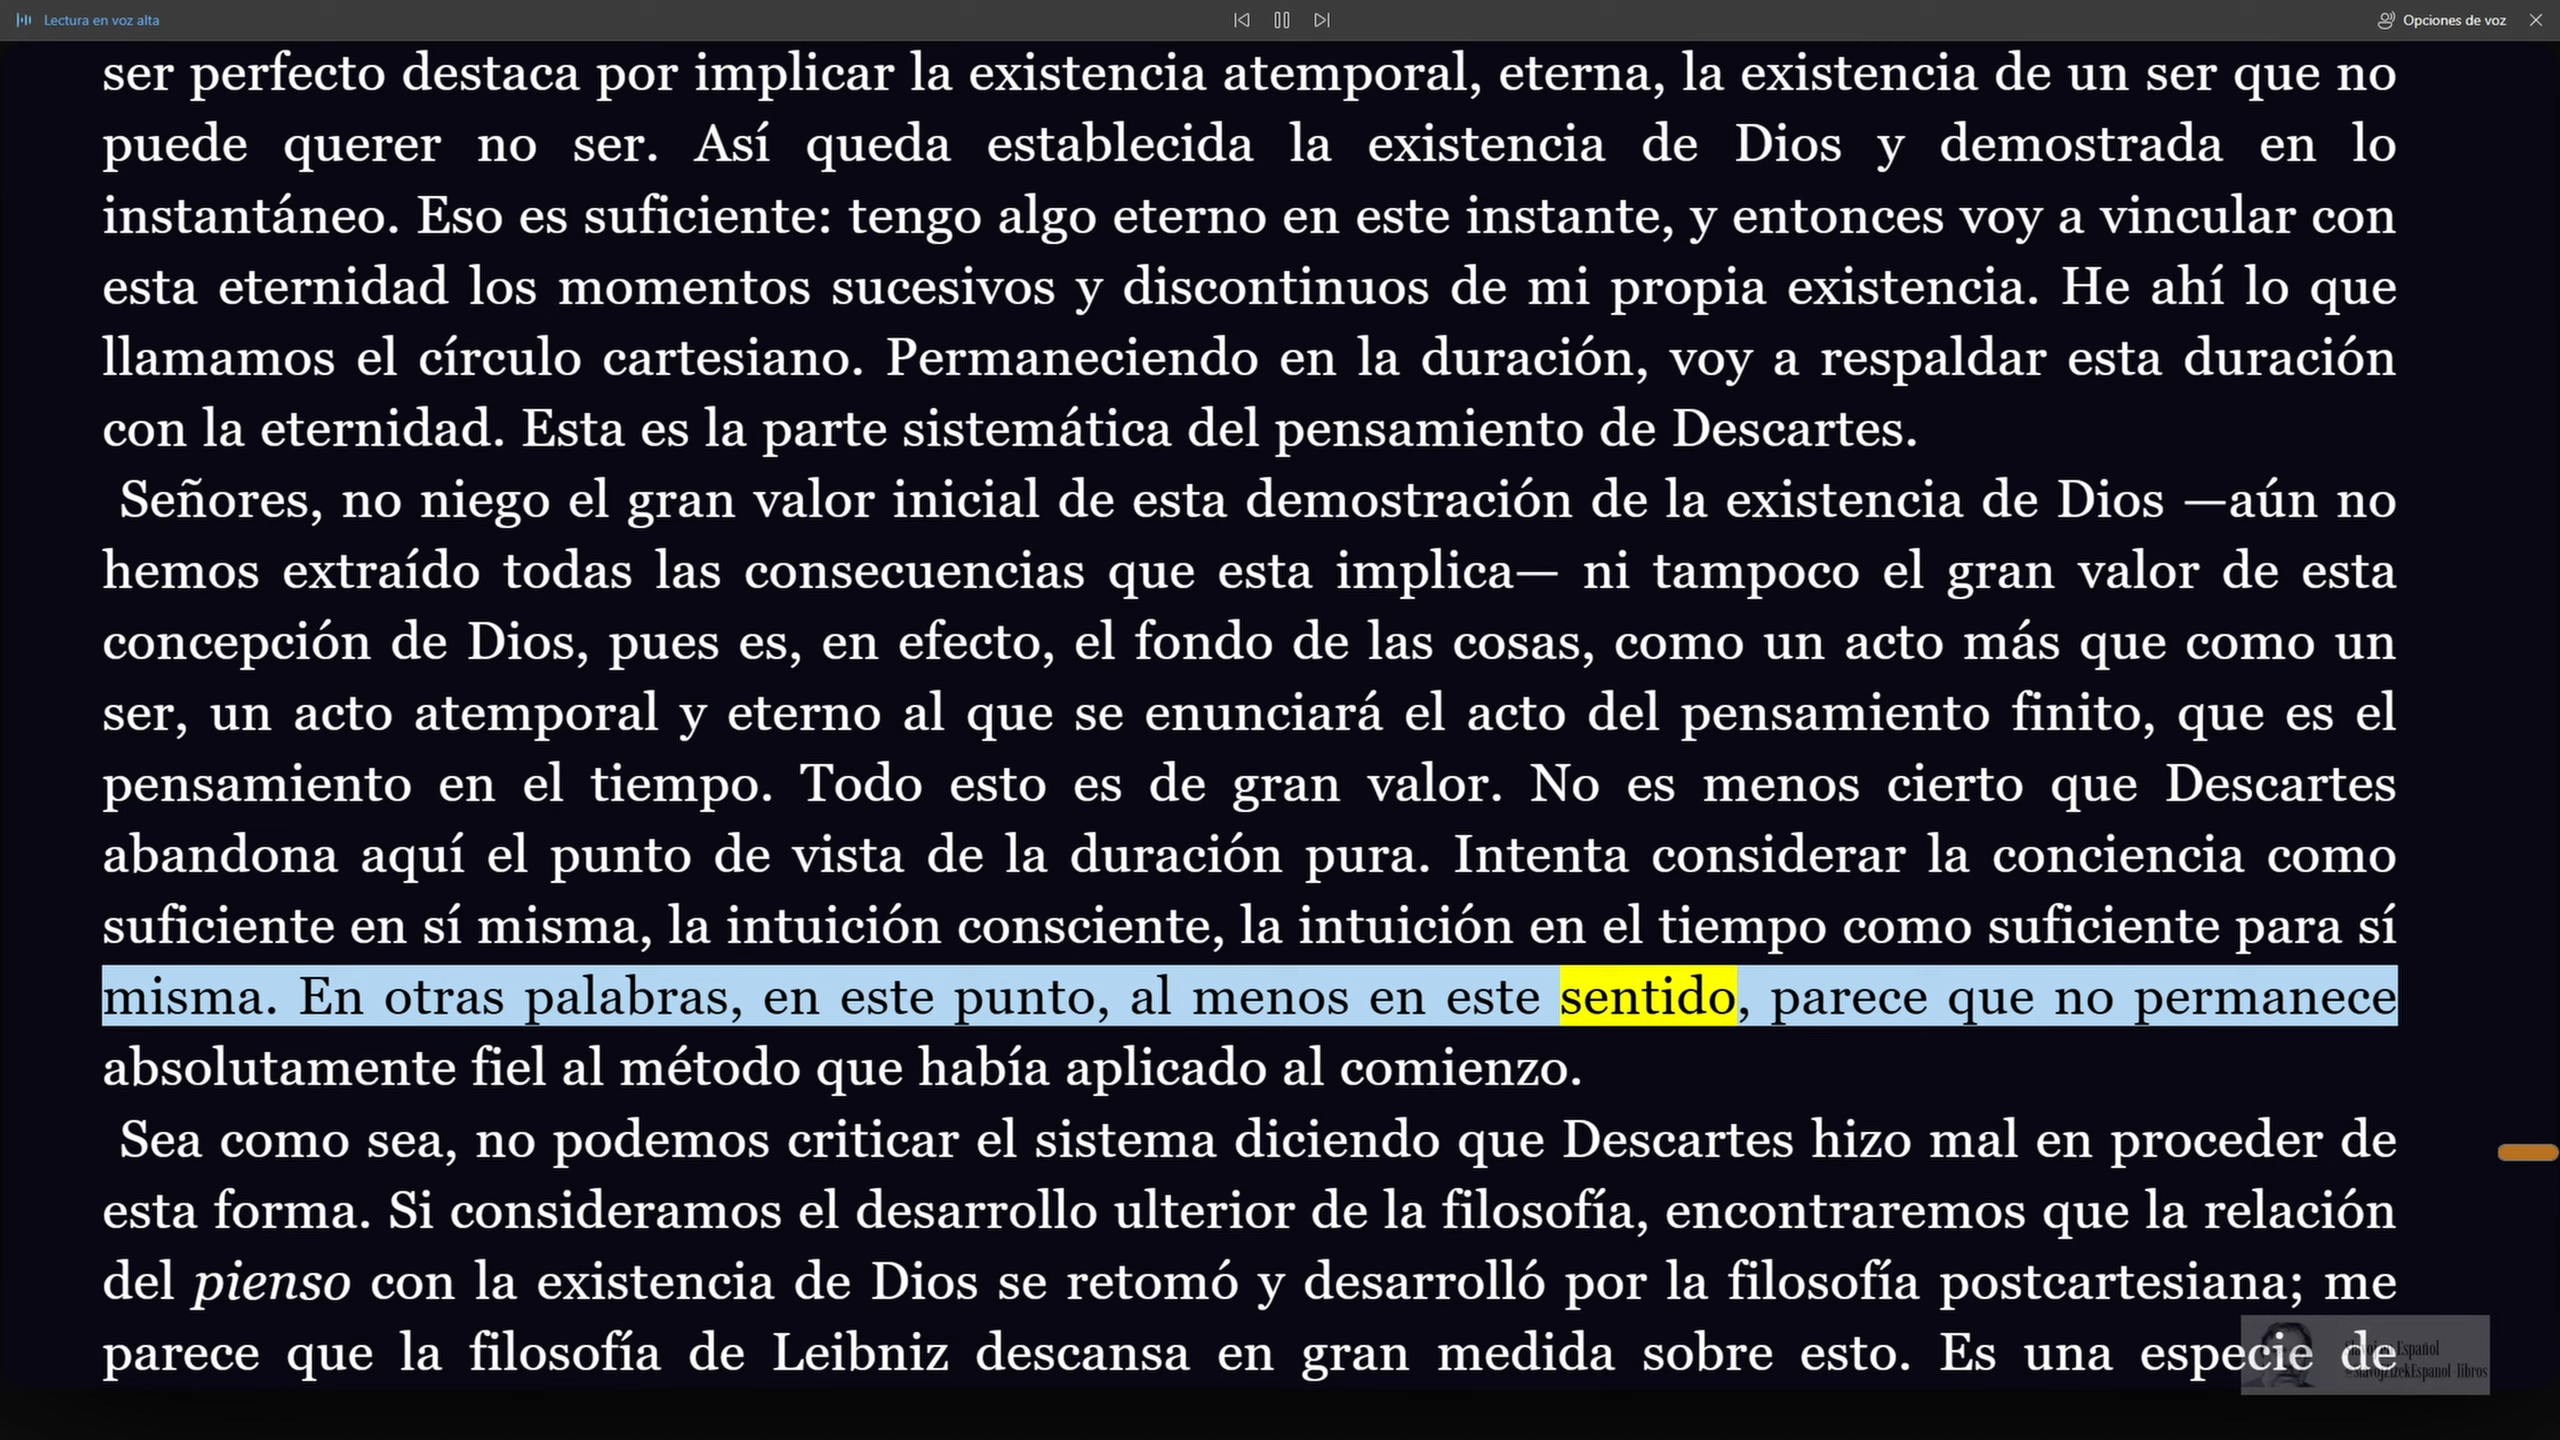 Lectura en voz alta
Opciones de voz
ser perfecto destaca por implicar la existencia atemporal, eterna, la existencia de un ser que no
puede querer no ser. Así queda establecida la existencia de Dios y demostrada en lo
instantáneo. Eso es suficiente: tengo algo eterno en este instante, y entonces voy a vincular con
esta eternidad los momentos sucesivos y discontinuos de mi propia existencia. He ahí lo que
llamamos el círculo cartesiano. Permaneciendo en la duración, voy a respaldar esta duración
con la eternidad. Esta es la parte sistemática del pensamiento de Descartes.
Señores, no niego el gran valor inicial de esta demostración de la existencia de Dios —aún no
hemos extraído todas las consecuencias que esta implica— ni tampoco el gran valor de esta
concepción de Dios, pues es, en efecto, el fondo de las cosas, como un acto más que como un
ser, un acto atemporal y eterno al que se enunciará el acto del pensamiento finito, que es el
pensamiento en el tiempo. Todo esto es de gran valor. No es menos cierto que Descartes
abandona aquí el punto de vista de la duración pura. Intenta considerar la conciencia como
suficiente en sí misma, la intuición consciente, la intuición en el tiempo como suficiente para sí
misma. En otras palabras, en este punto, al menos en este sentido, parece que no permanece
absolutamente fiel al método que había aplicado al comienzo.
Sea como sea, no podemos criticar el sistema diciendo que Descartes hizo mal en proceder de
esta forma. Si consideramos el desarrollo ulterior de la filosofía, encontraremos que la relación
del pienso con la existencia de Dios se retomó y desarrolló por la filosofía postcartesiana; me
parece que la filosofía de Leibniz descansa en gran medida sobre esto. Es una especie de
Español